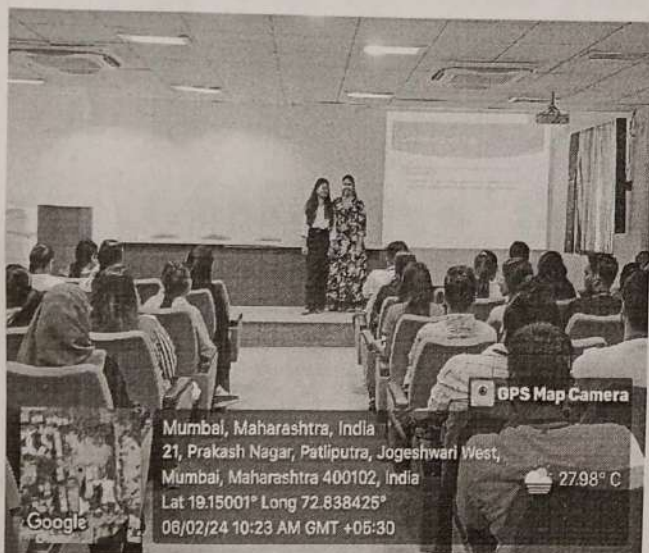 GPS Map Camera
Mumbai, Maharashtra, India
21, Prakash Nagar, Patliputra, Jogeshwari West,
Mumbai, Maharashtra 400102, India
Lat 19.15001° Long 72.838425°
06/02/24 10:23 AM GMT +05:30
27.98° C
Google